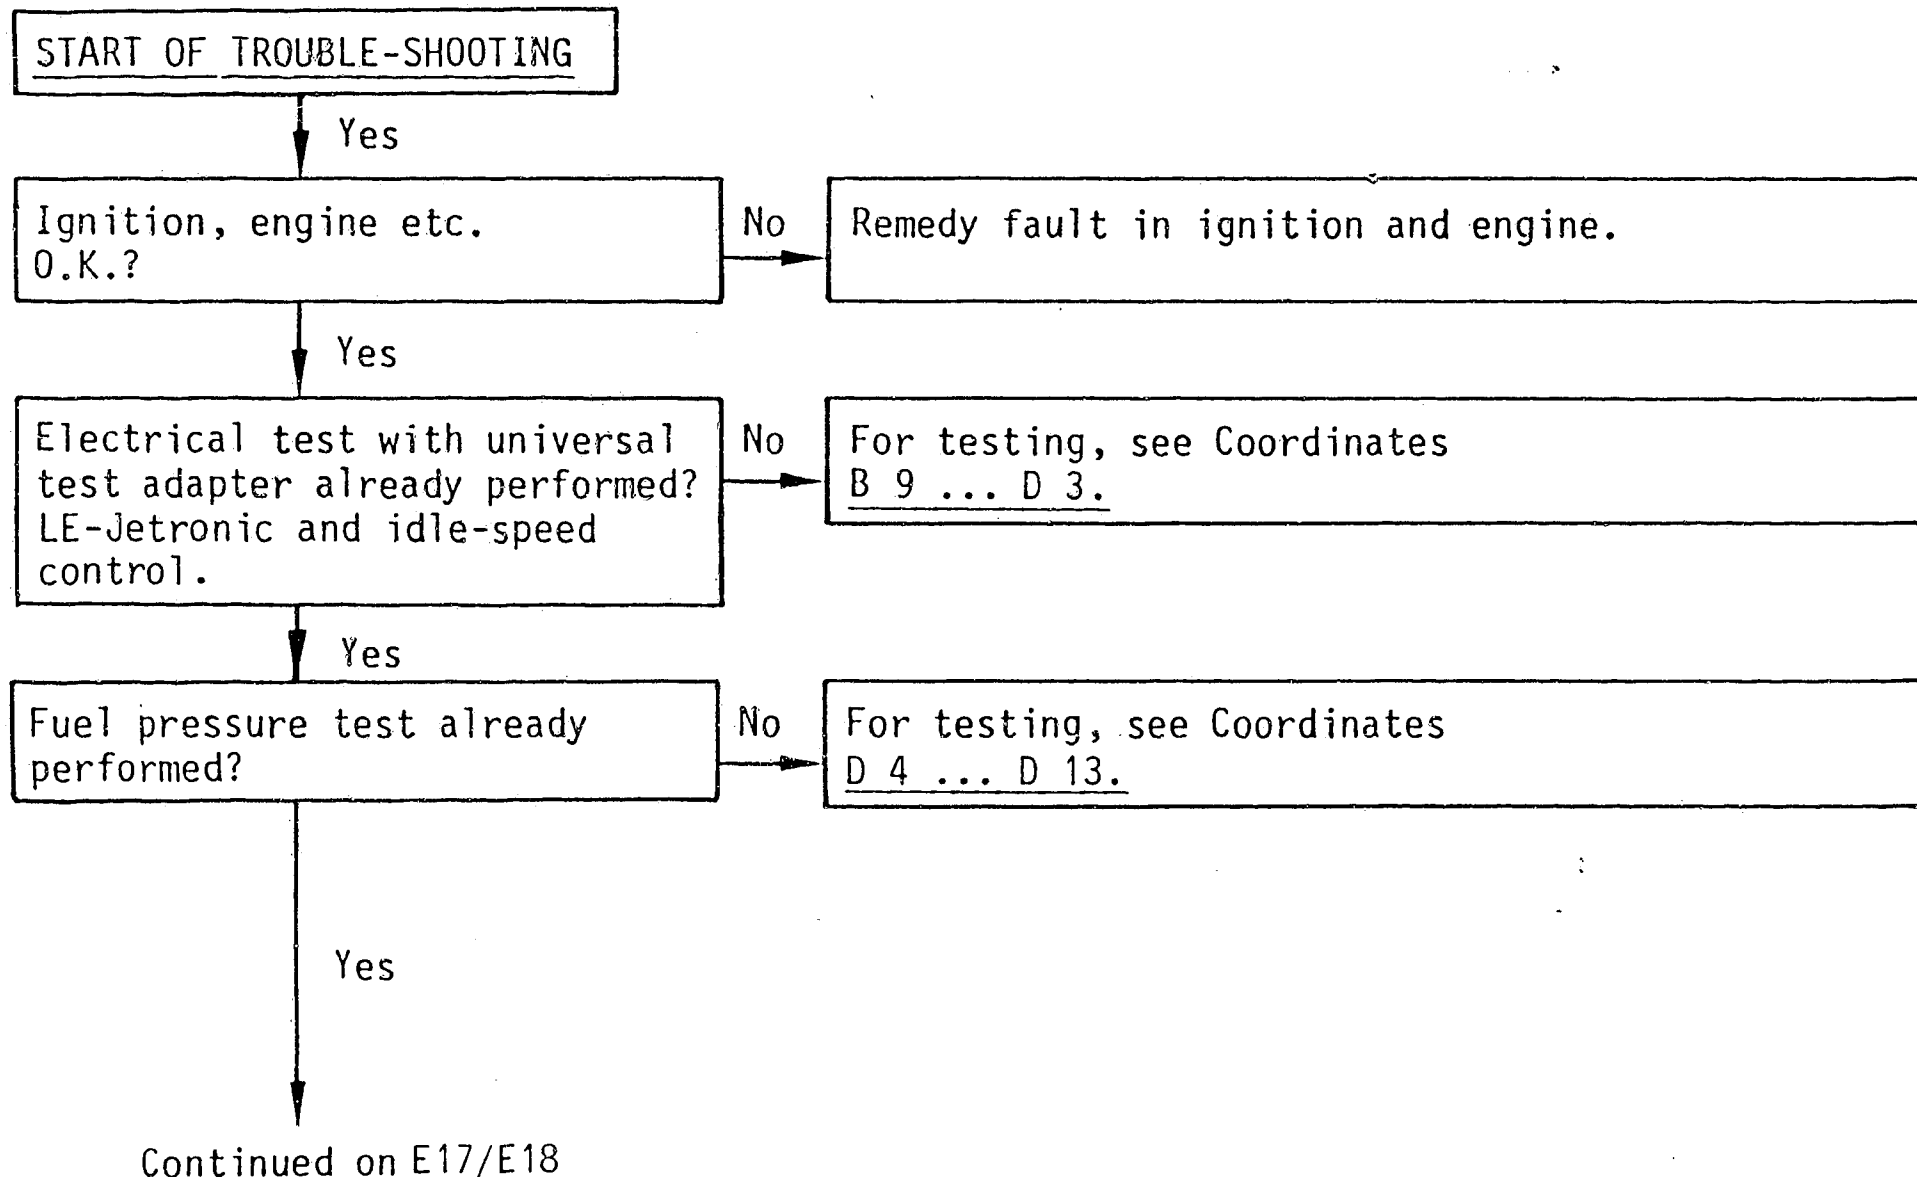 START OF TROUBLE-SHOOTING
Yes
Ignition, engine etc.
O.K.?
No
Remedy fault in ignition and engine.
Yes
Electrical test with universal
test adapter already performed?
LE-Jetronic and idle-speed
control.
No
For testing, see Coordinates
B 9 ... D 3.
Yes
Fuel pressure test already
performed?
No
For testing, see Coordinates
D 4 ... D 13.
Yes
Continued on E17/E18